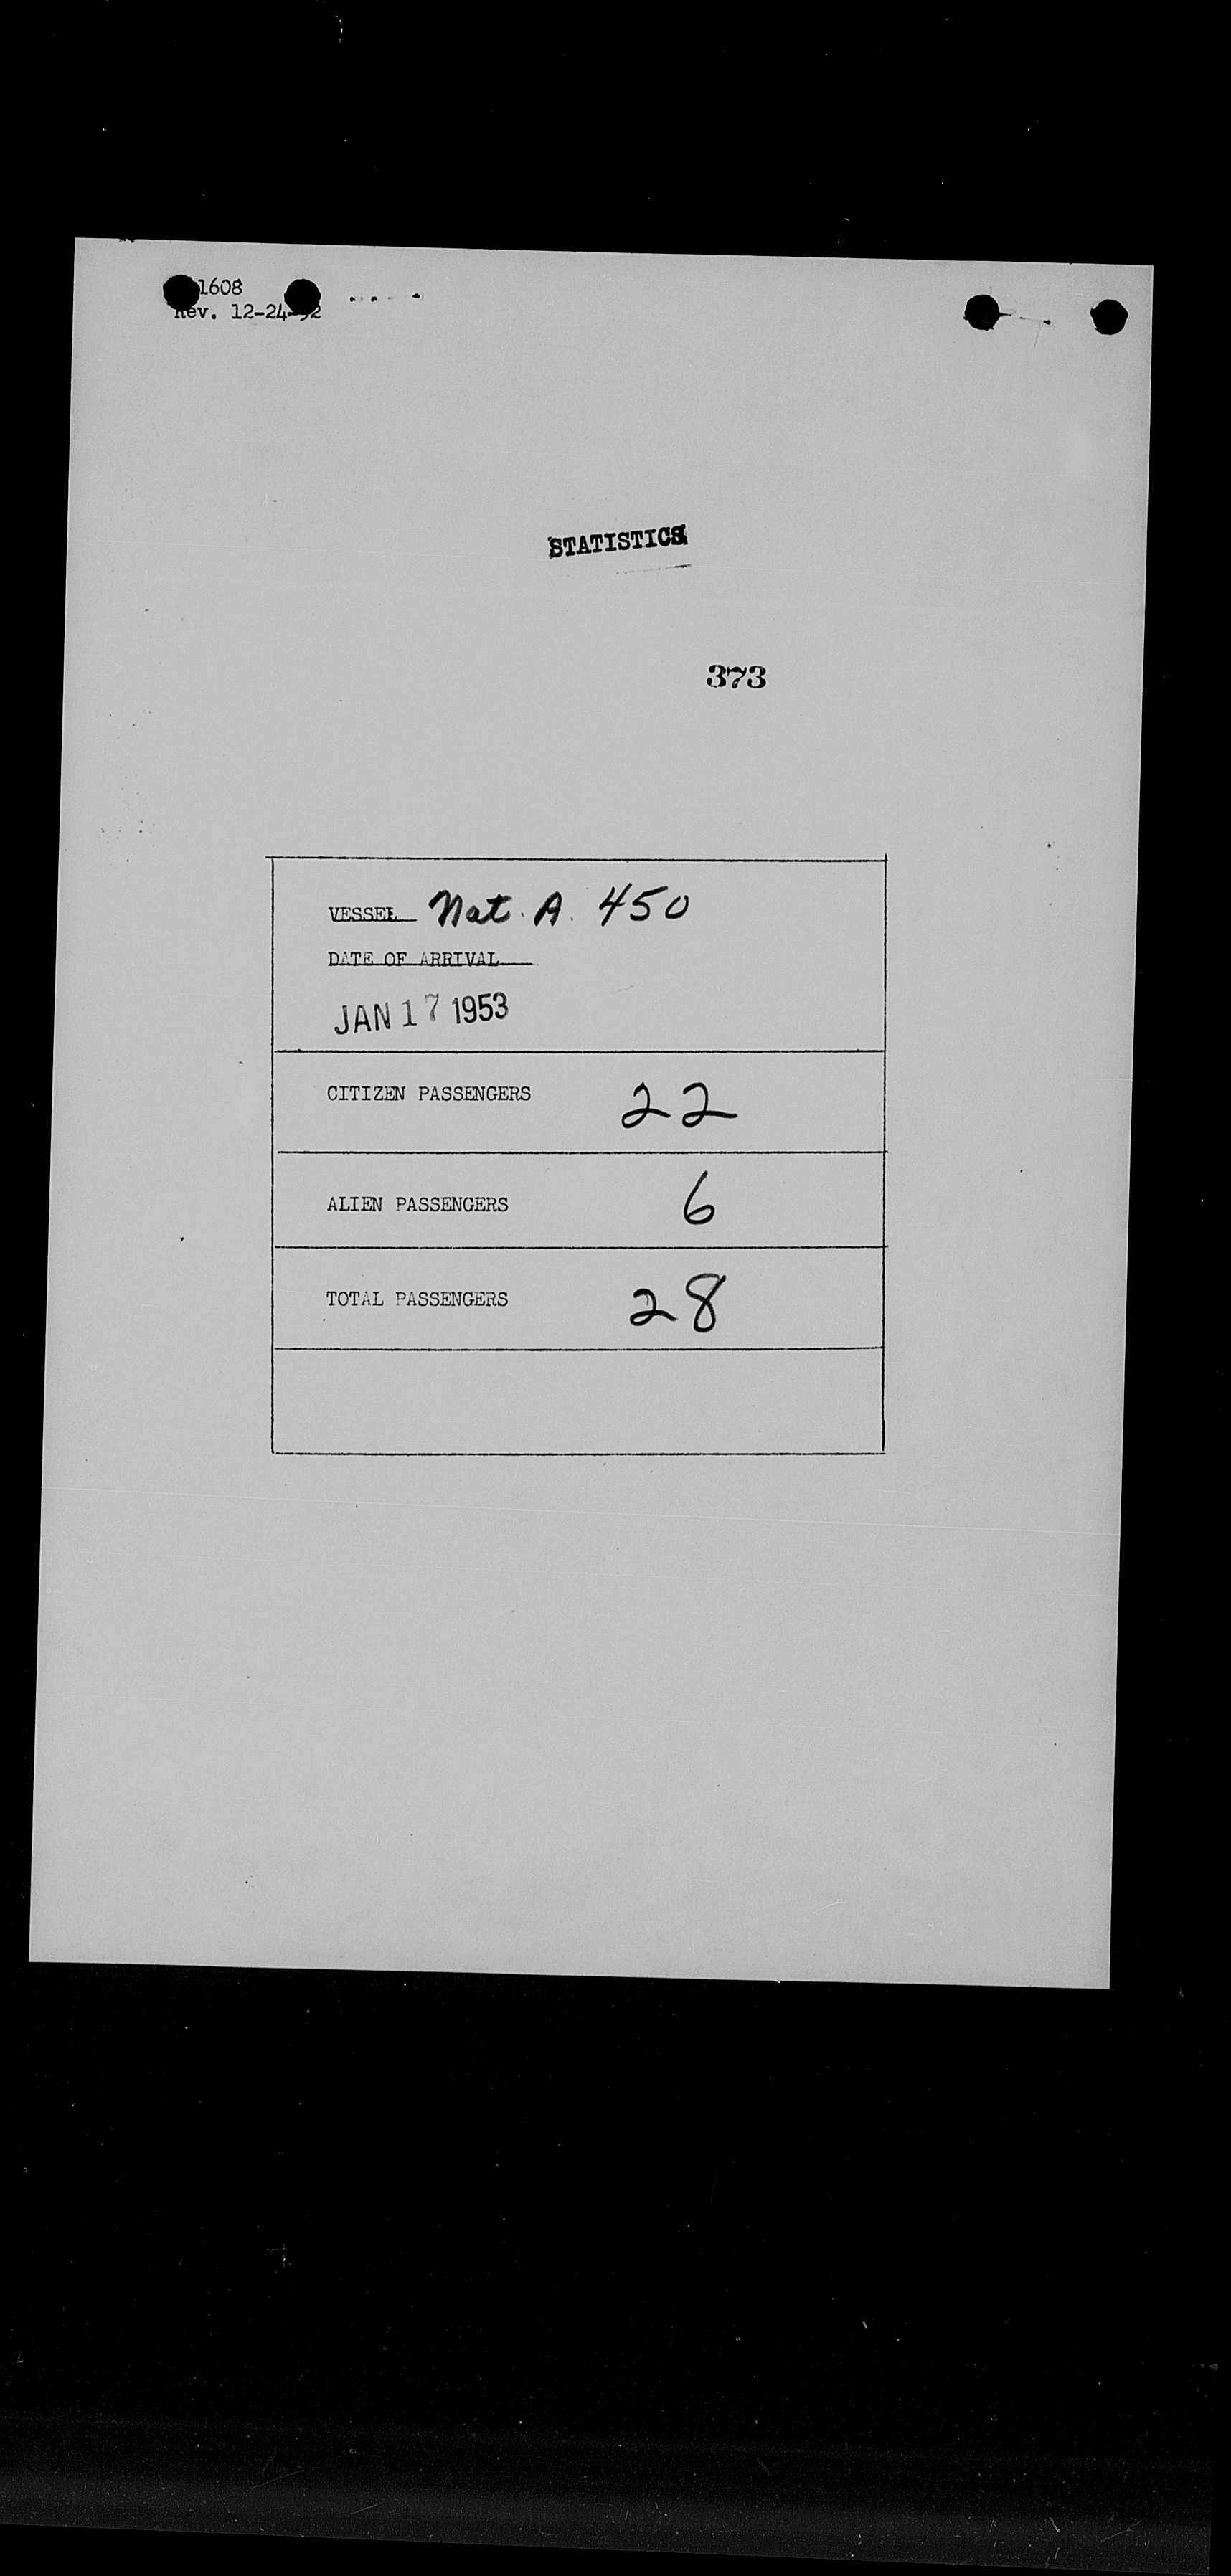 1608
Rev. 12-24-52
STATISTICS
373
VESSEL Nat. A. 450
DATE OF ARRIVAL
JAN 17 1953
CITIZEN PASSENGERS 22
ALIEN PASSENGERS 6
TOTAL PASSENGERS 28